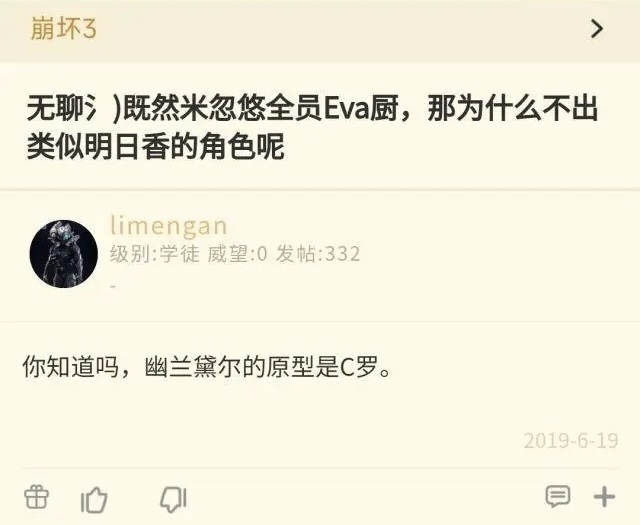 崩坏3
无聊氵)既然米忽悠全员Eva厨，那为什么不出
类似明日香的角色呢
limengan
级别:学徒 威望:0 发帖:332
-
你知道吗，幽兰黛尔的原型是C罗。
2019-6-19